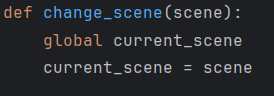 def change_scene(scene):
    global current_scene
    current_scene = scene